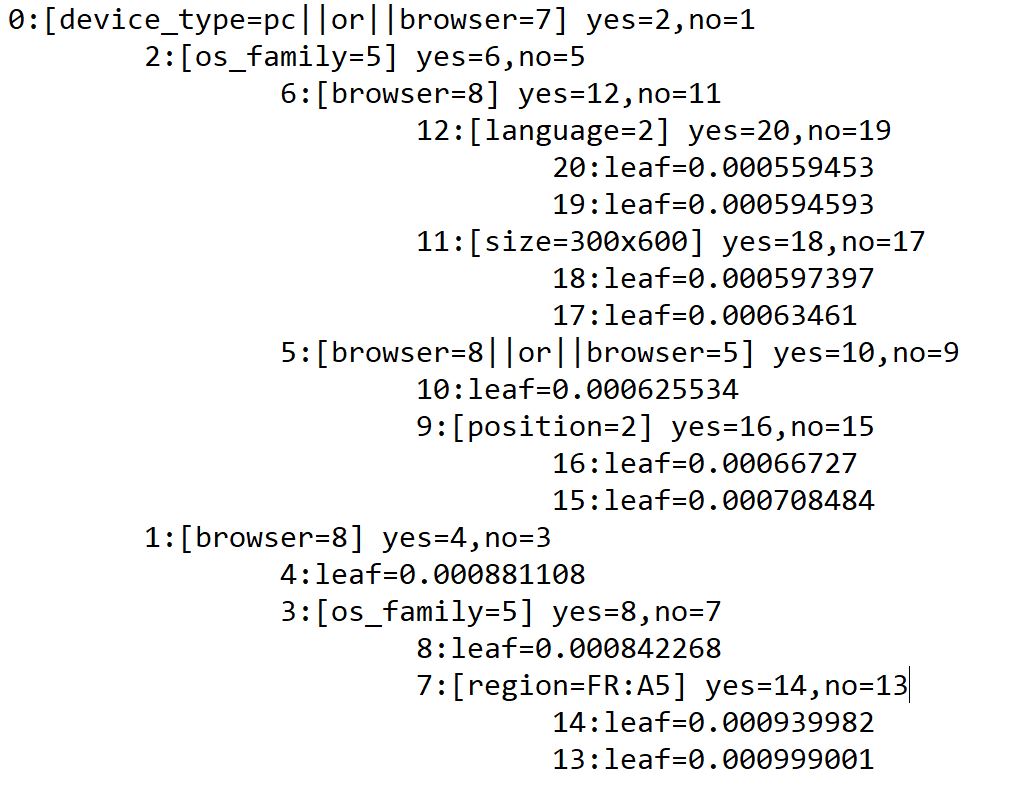 0:[device_type=pc||or||browser=7] yes=2,no=1
2:[os_family=5] yes=6,no=5
6:[browser=8] yes=12,no=11
12:[language=2] yes=20,no=19
20:leaf=0.000559453
19:leaf=0.000594593
11:[size=300x600] yes=18,no=17
18:leaf=0.000597397
17:leaf=0.00063461
5:[browser=8||or||browser=5] yes=10,no=9
10:leaf=0.000625534
9:[position=2] yes=16,no=15
16:leaf=0.00066727
15:leaf=0.000708484
1:[browser=8] yes=4,no=3
4:leaf=0.000881108
3:[os_family=5] yes=8,no=7
8:leaf=0.000842268
7:[region=FR:A5] yes=14,no=13
14:leaf=0.000939982
13:leaf=0.000999001